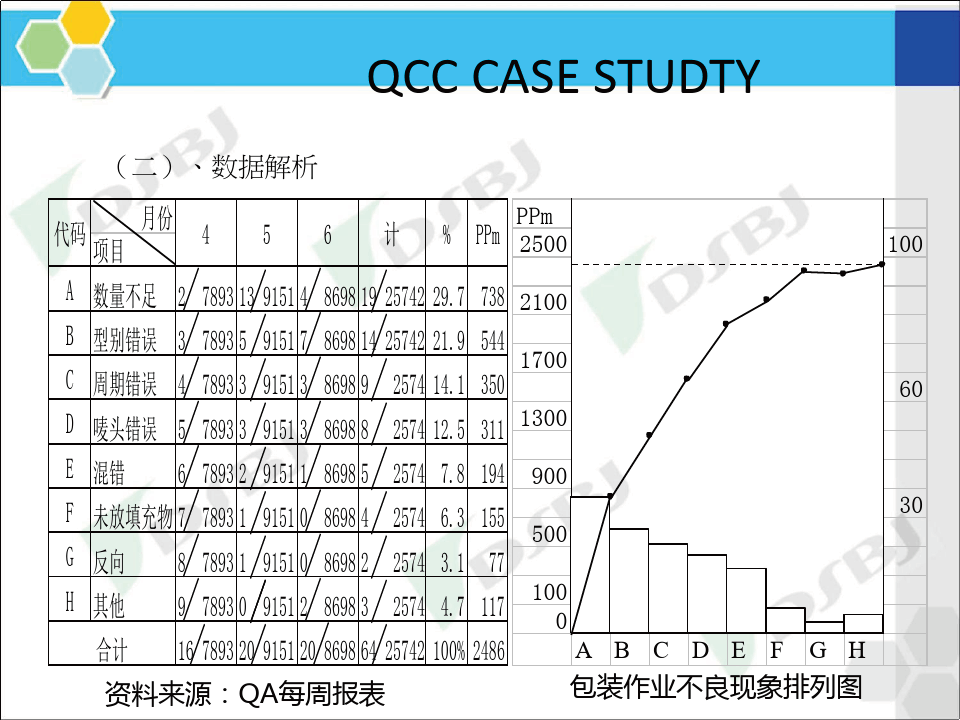 QCC CASE STUDTY
（二）、数据解析
代码 月份 项目 4 5 6 计 % PPm
A 数量不足 2/7893 13/9151 4/8698 19/25742 29.7 738
B 型别错误 3/7893 5/9151 7/8698 14/25742 21.9 544
C 周期错误 4/7893 3/9151 3/8698 9/2574 14.1 350
D 唛头错误 5/7893 3/9151 3/8698 8/2574 12.5 311
E 混错 6/7893 2/9151 1/8698 5/2574 7.8 194
F 未放填充物 7/7893 1/9151 0/8698 4/2574 6.3 155
G 反向 8/7893 1/9151 0/8698 2/2574 3.1 77
H 其他 9/7893 0/9151 2/8698 3/2574 4.7 117
合计 16/7893 20/9151 20/8698 64/25742 100% 2486
资料来源：QA每周报表
PPm
2500 100
2100
1700
60
1300
900
30
500
100
0
A B C D E F G H
包装作业不良现象排列图
DSBJ
DSBJ
DSBJ
DSBJ
DSBJ
DSBJ